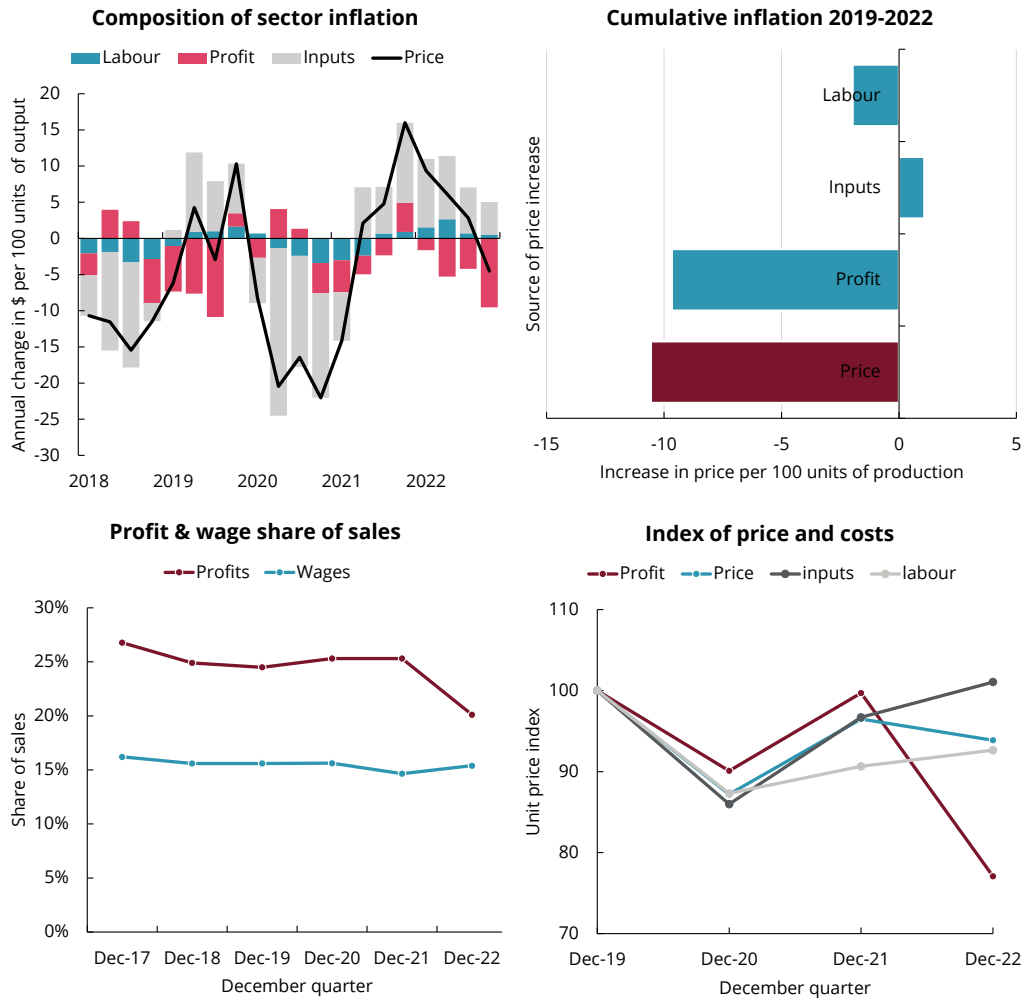 Composition of sector inflation
Labour Profit Inputs Price
Annual change in $ per 100 units of output
20
15
10
5
0
-5
-10
-15
-20
-25
-30
2018 2019 2020 2021 2022
Cumulative inflation 2019-2022
Source of price increase
Labour
Inputs
Profit
Price
-15 -10 -5 0 5
Increase in price per 100 units of production
Profit & wage share of sales
Profits Wages
Share of sales
30%
25%
20%
15%
10%
5%
0%
Dec-17 Dec-18 Dec-19 Dec-20 Dec-21 Dec-22
December quarter
Index of price and costs
Profit Price inputs labour
Unit price index
110
100
90
80
70
Dec-19 Dec-20 Dec-21 Dec-22
December quarter